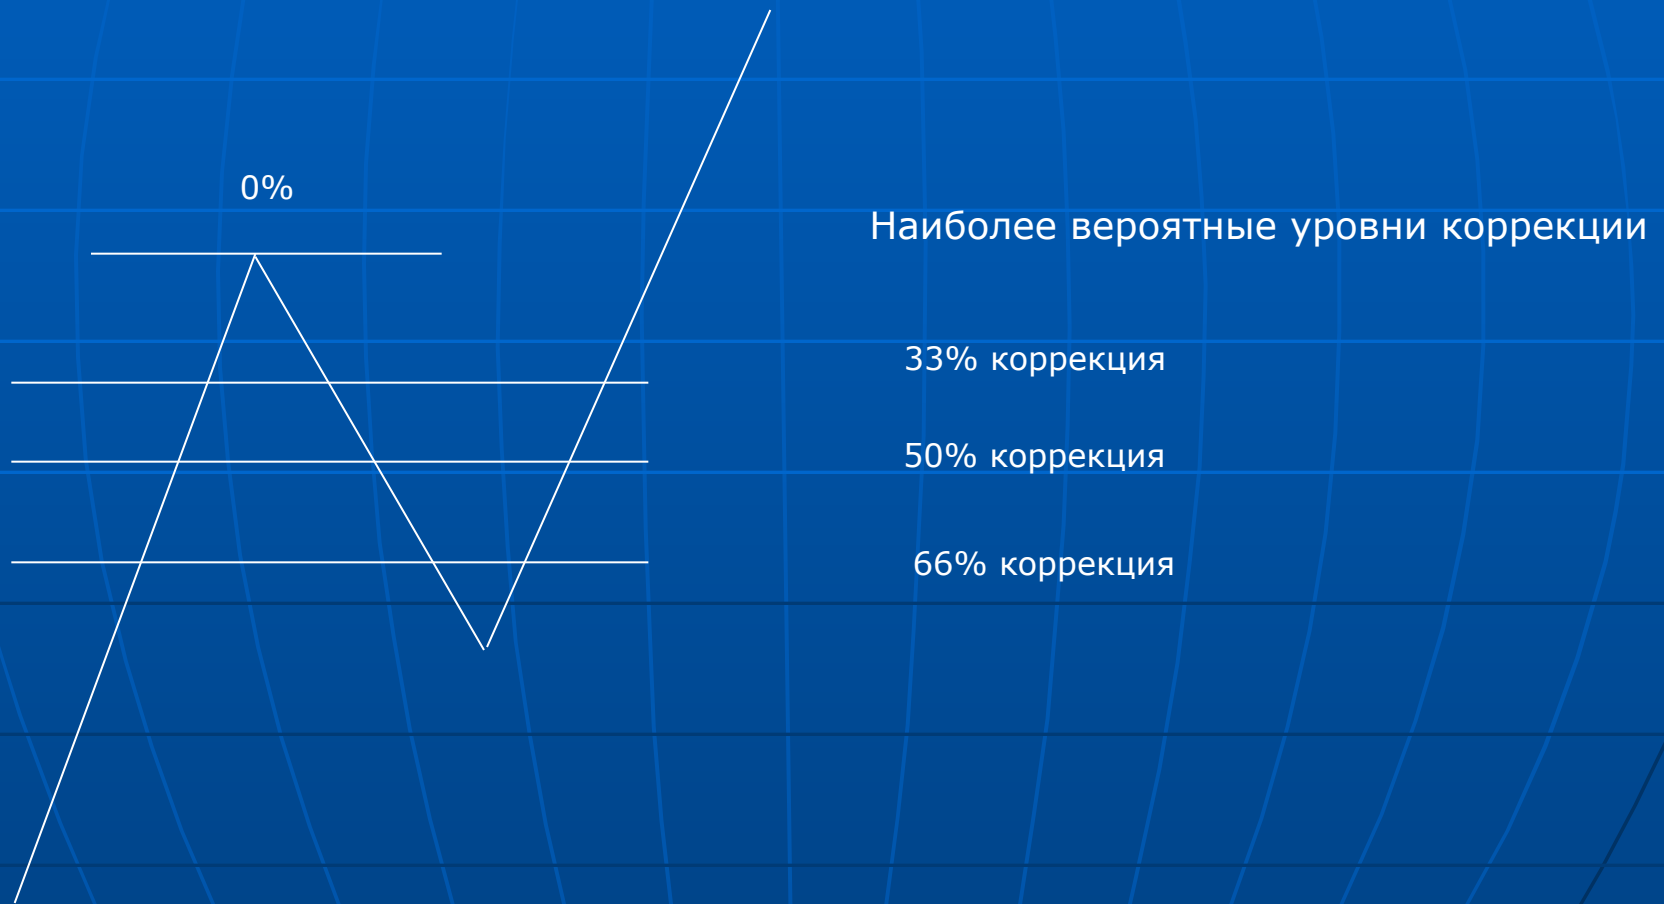 0%
Наиболее вероятные уровни коррекции
33% коррекция
50% коррекция
66% коррекция